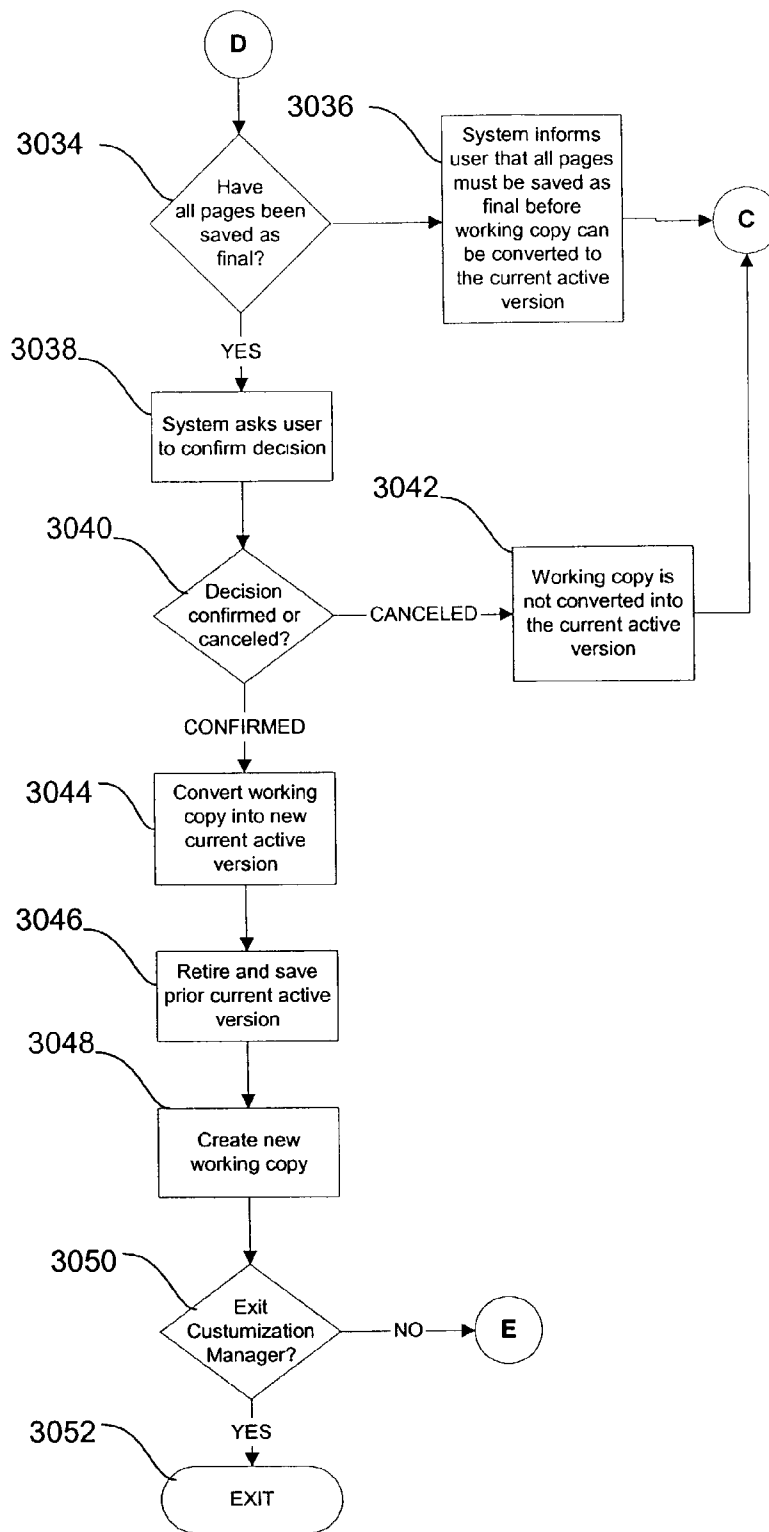 D
3034
Have
all pages been
saved as
final?
3036
System informs
user that all pages
must be saved as
final before
working copy can
be converted to
the current active
version
C
YES
3038
System asks user
to confirm decision
3040
Decision
confirmed or
canceled?
CANCELED
3042
Working copy is
not converted into
the current active
version
CONFIRMED
3044
Convert working
copy into new
current active
version
3046
Retire and save
prior current active
version
3048
Create new
working copy
3050
Exit
Custumization
Manager?
NO
E
YES
3052
EXIT